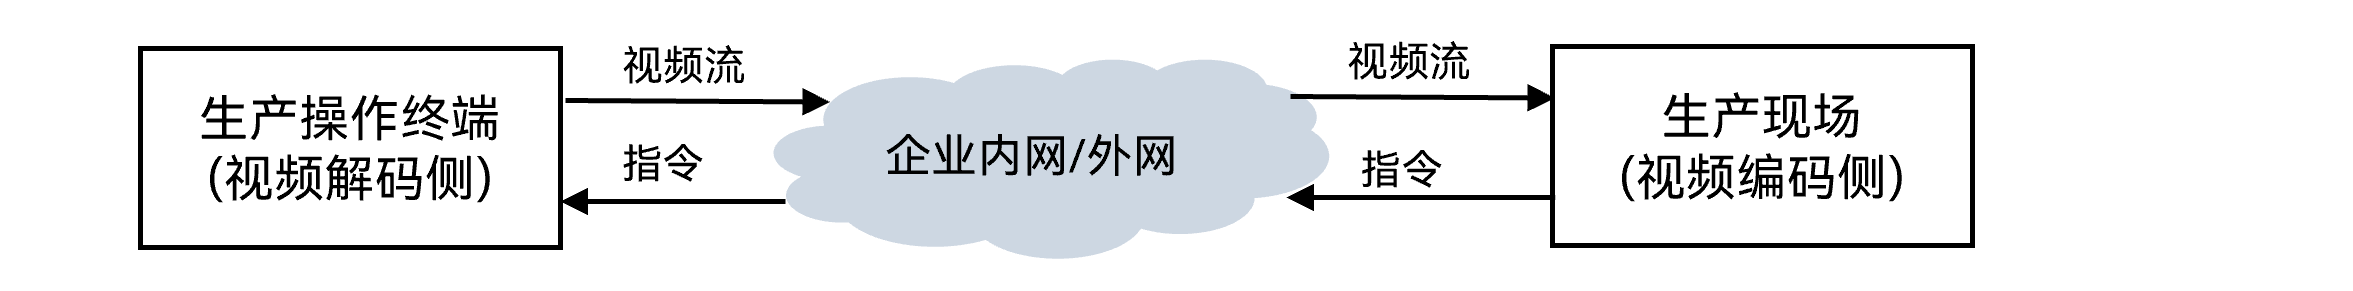 视频流
生产操作终端
(视频解码侧)
指令
企业内网/外网
视频流
指令
生产现场
(视频编码侧)